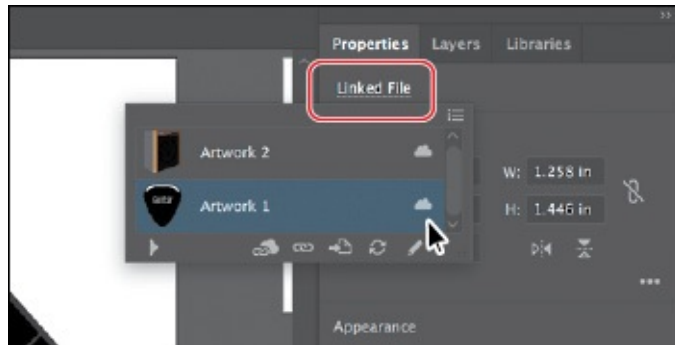 Properties Layers Libraries
Linked File
Artwork 2
W: 1.258 in
Artwork 1
H: 1.446 in
Appearance